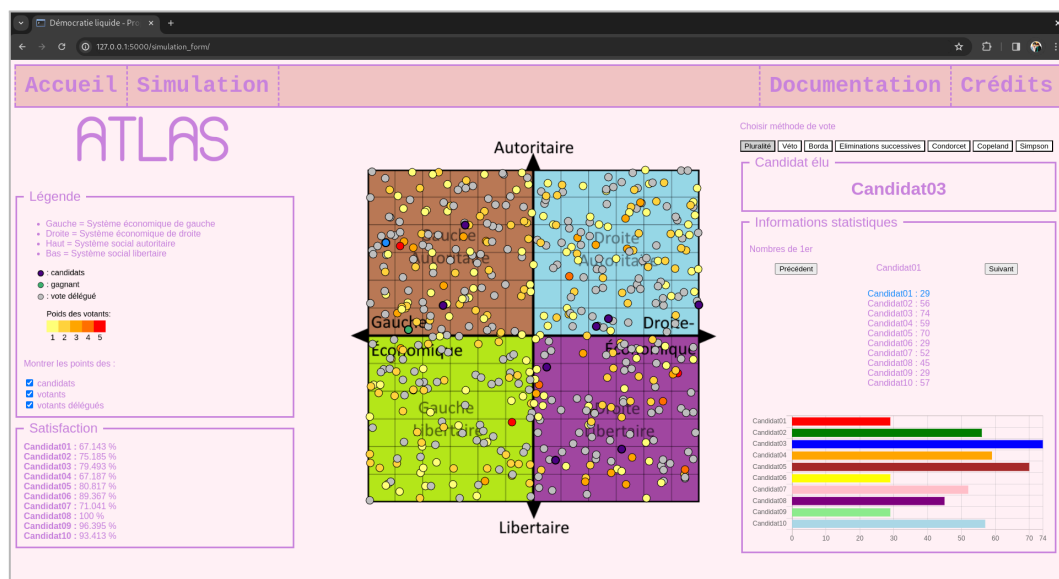 Démocratie liquide - Pro
127.0.0.1:5000/simulation_form/
Accueil
Simulation
Documentation
Crédits
ATLAS
Légende
Gauche = Système économique de gauche
Droite = Système économique de droite
Haut = Système social autoritaire
Bas = Système social libertaire
: candidats
: gagnant
: vote délégué
Poids des votants:
1 2 3 4 5
Montrer les points des :
candidats
votants
votants délégués
Satisfaction
Candidat01 : 67.143 %
Candidat02 : 75.185 %
Candidat03 : 79.493 %
Candidat04 : 67.187 %
Candidat05 : 80.817 %
Candidat06 : 89.367 %
Candidat07 : 71.041 %
Candidat08 : 100 %
Candidat09 : 96.395 %
Candidat10 : 93.413 %
Autoritaire
Gauche
Autoritaire
Droite
Autoritaire
Gauche
Économique
Droite-
Économique
Gauche
libertaire
Droite
libertaire
Libertaire
Choisir méthode de vote
Pluralité
Véto
Borda
Eliminations successives
Condorcet
Copeland
Simpson
Candidat élu
Candidat03
Informations statistiques
Nombres de 1er
Précédent
Candidat01
Suivant
Candidat01 : 29
Candidat02 : 56
Candidat03 : 74
Candidat04 : 59
Candidat05 : 70
Candidat06 : 29
Candidat07 : 52
Candidat08 : 45
Candidat09 : 29
Candidat10 : 57
Candidat01
Candidat02
Candidat03
Candidat04
Candidat05
Candidat06
Candidat07
Candidat08
Candidat09
Candidat10
0 10 20 30 40 50 60 70 74